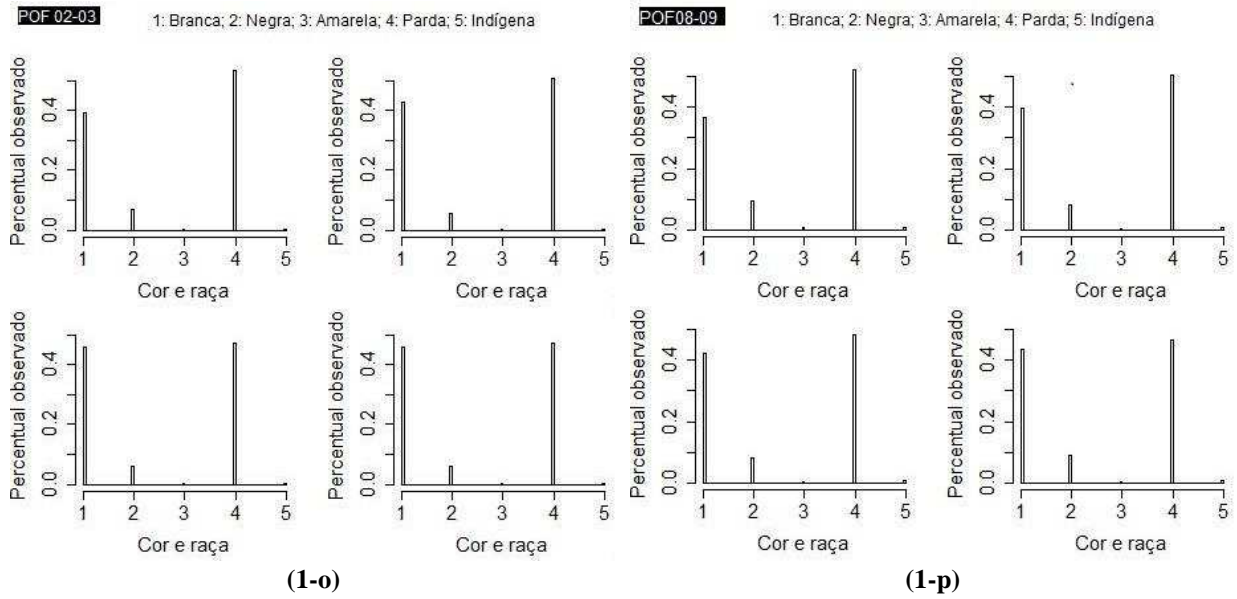 POF 02-03
1: Branca; 2: Negra; 3: Amarela; 4: Parda; 5: Indígena
Percentual observado
0.0 0.2 0.4
1 2 3 4 5
Cor e raça
Percentual observado
0.0 0.2 0.4
1 2 3 4 5
Cor e raça
Percentual observado
0.0 0.2 0.4
1 2 3 4 5
Cor e raça
Percentual observado
0.0 0.2 0.4
1 2 3 4 5
Cor e raça
(1-o)
POF08-09
1: Branca; 2: Negra; 3: Amarela; 4: Parda; 5: Indígena
Percentual observado
0.0 0.2 0.4
1 2 3 4 5
Cor e raça
Percentual observado
0.0 0.2 0.4
1 2 3 4 5
Cor e raça
Percentual observado
0.0 0.2 0.4
1 2 3 4 5
Cor e raça
Percentual observado
0.0 0.2 0.4
1 2 3 4 5
Cor e raça
(1-p)